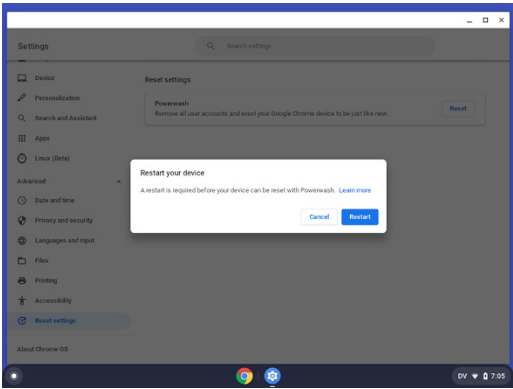 Settings
Search settings
Device
Personalization
Search and Assistant
Apps
Linux (Beta)
Advanced
Date and time
Privacy and security
Languages and input
Files
Printing
Accessibility
Reset settings
About Chrome OS
Reset settings
Powerwash
Remove all user accounts and reset your Google Chrome device to be just like new.
Reset
Restart your device
A restart is required before your device can be reset with Powerwash. Learn more
Cancel
Restart
DV
7:05